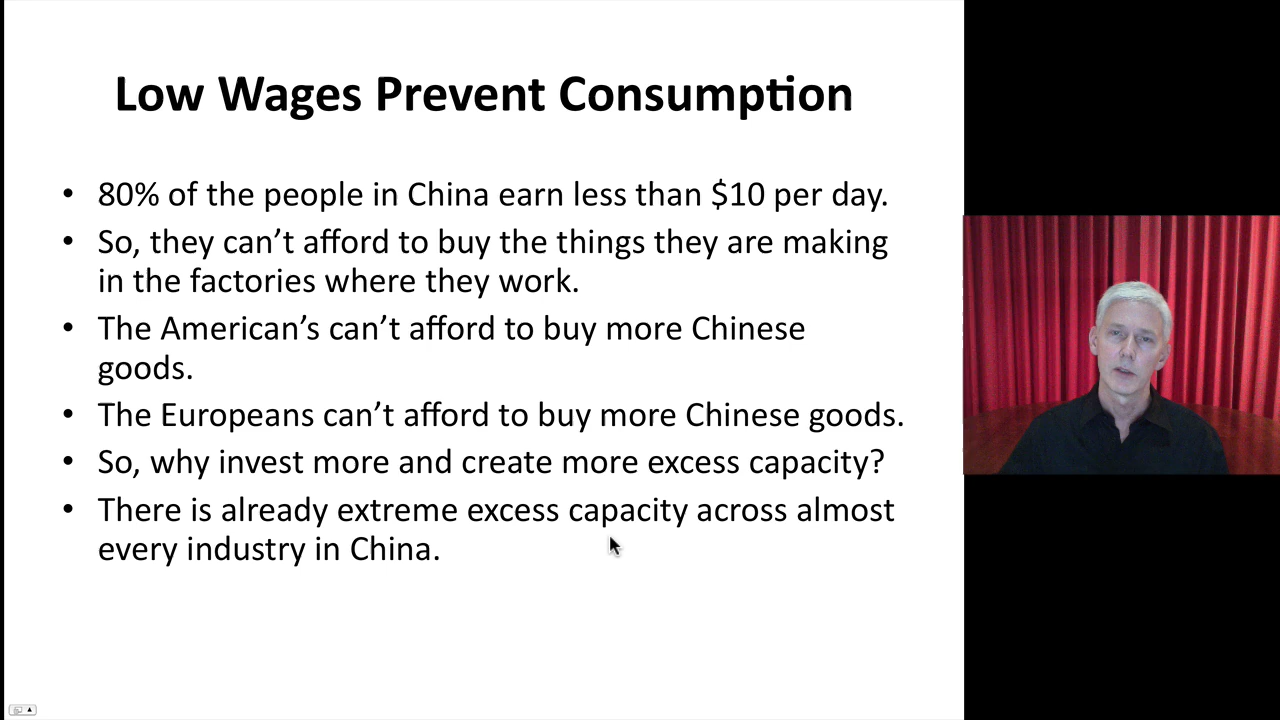 Low Wages Prevent Consumption
• 80% of the people in China earn less than $10 per day.
• So, they can’t afford to buy the things they are making
in the factories where they work.
• The American’s can’t afford to buy more Chinese
goods.
• The Europeans can’t afford to buy more Chinese goods.
• So, why invest more and create more excess capacity?
• There is already extreme excess capacity across almost
every industry in China.